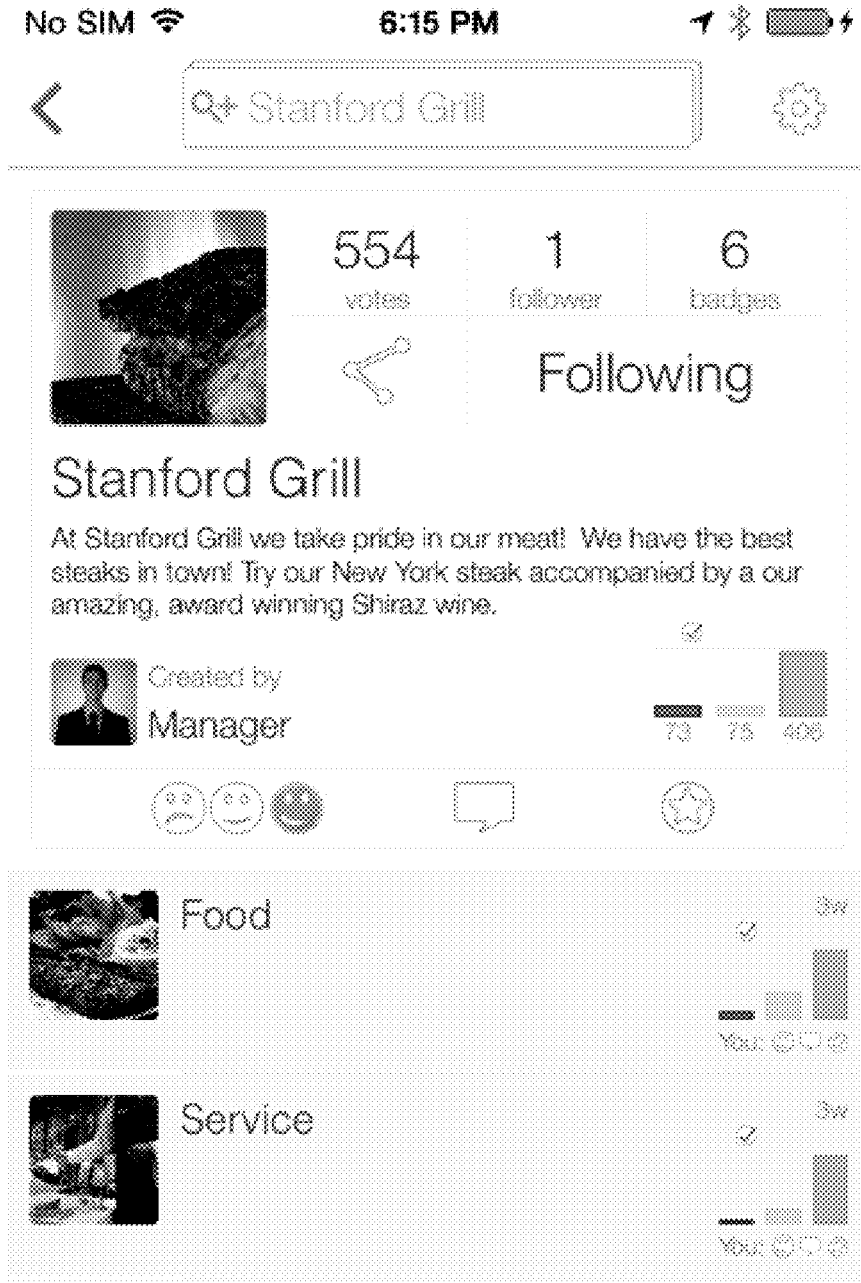 No SIM 6:15 PM
Stanford Grill
554 1 6
votes follower badges
Following
Stanford Grill
At Stanford Grill we take pride in our meat! We have the best
steaks in town! Try our New York steak accompanied by a our
amazing, award winning Shiraz wine.
Created by
Manager
73 75 406
Food
3w
You:
Service
3w
You: